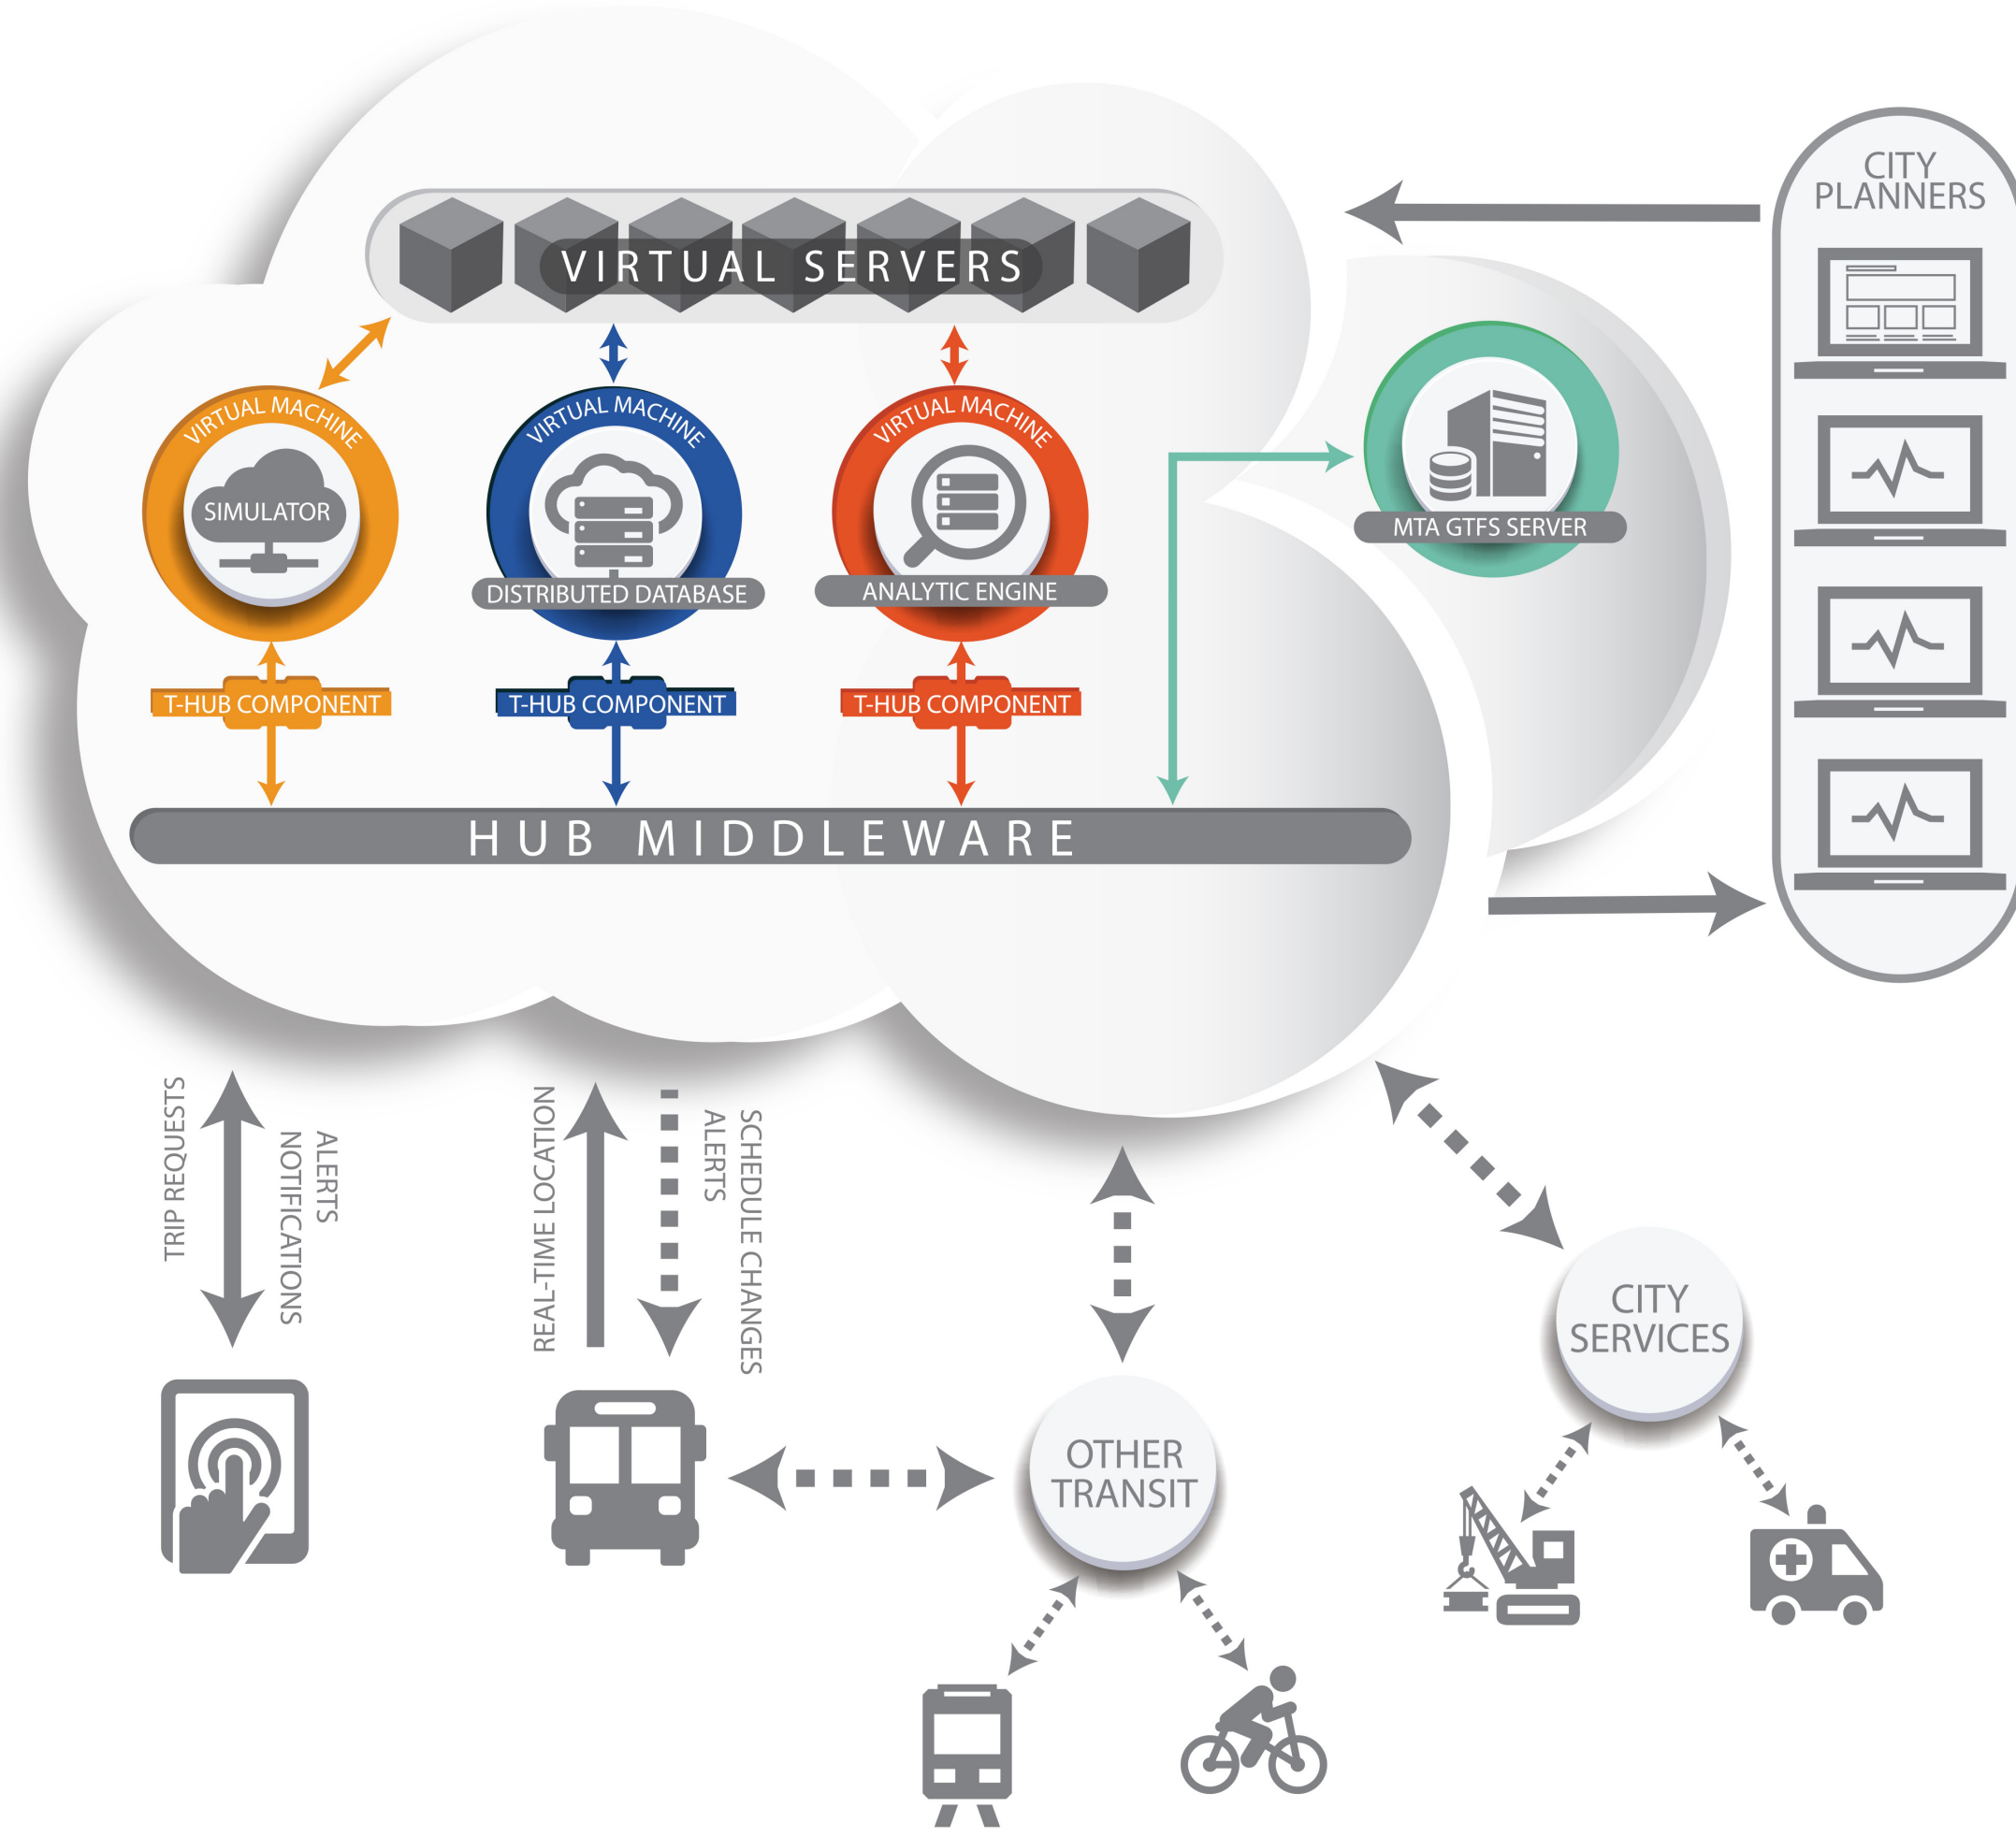 CITY
PLANNERS
VIRTUAL SERVERS
VIRTUAL MACHINE
SIMULATOR
VIRTUAL MACHINE
DISTRIBUTED DATABASE
VIRTUAL MACHINE
ANALYTIC ENGINE
MTA GTFS SERVER
T-HUB COMPONENT
T-HUB COMPONENT
T-HUB COMPONENT
HUB MIDDLEWARE
TRIP REQUESTS
ALERTS
NOTIFICATIONS
REAL-TIME LOCATION
SCHEDULE CHANGES
ALERTS
CITY
SERVICES
OTHER
TRANSIT